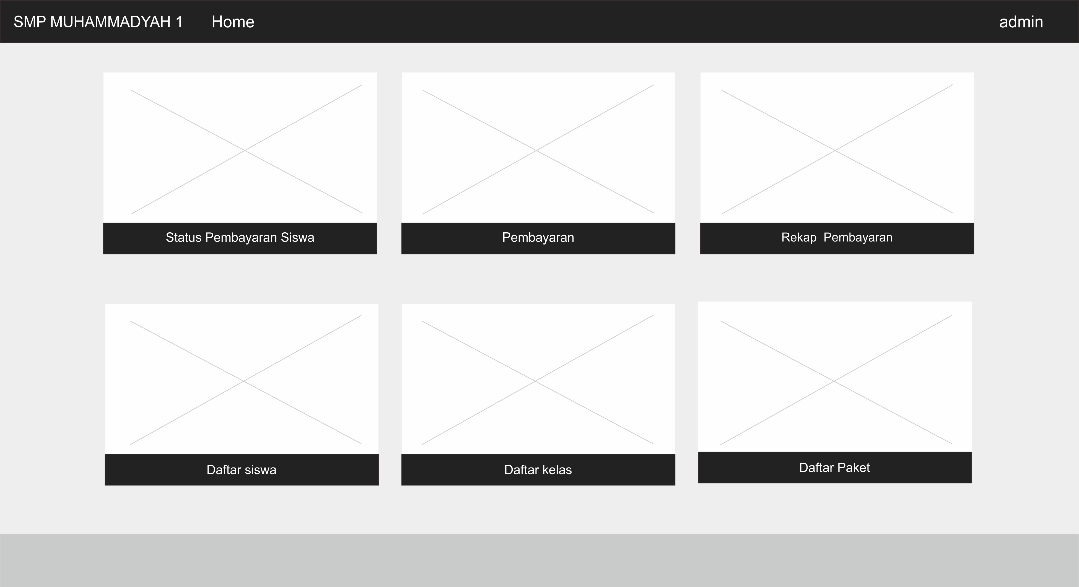 SMP MUHAMMADYAH 1 Home admin
Status Pembayaran Siswa
Pembayaran
Rekap Pembayaran
Daftar siswa
Daftar kelas
Daftar Paket